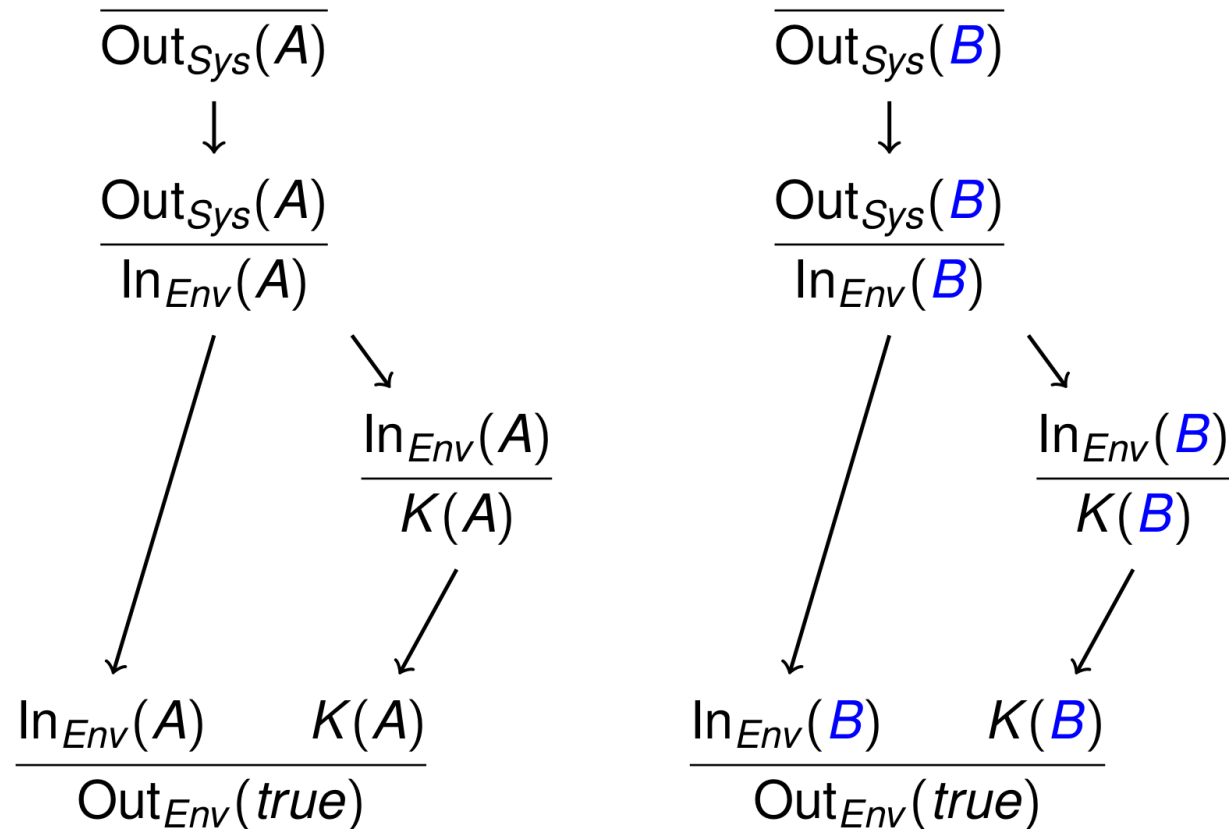 Out_Sys(A)
Out_Sys(A)
In_Env(A)
In_Env(A)
K(A)
In_Env(A) K(A)
Out_Env(true)
Out_Sys(B)
Out_Sys(B)
In_Env(B)
In_Env(B)
K(B)
In_Env(B) K(B)
Out_Env(true)